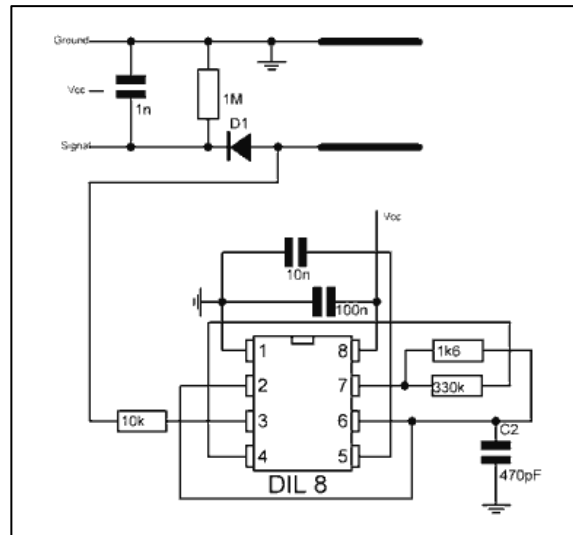 Ground
Vcc
1n
1M
D1
Signal
Vcc
10n
100n
1 8
1k6
2 7
330k
10k
3 6
C2
4 5
470pF
DIL 8